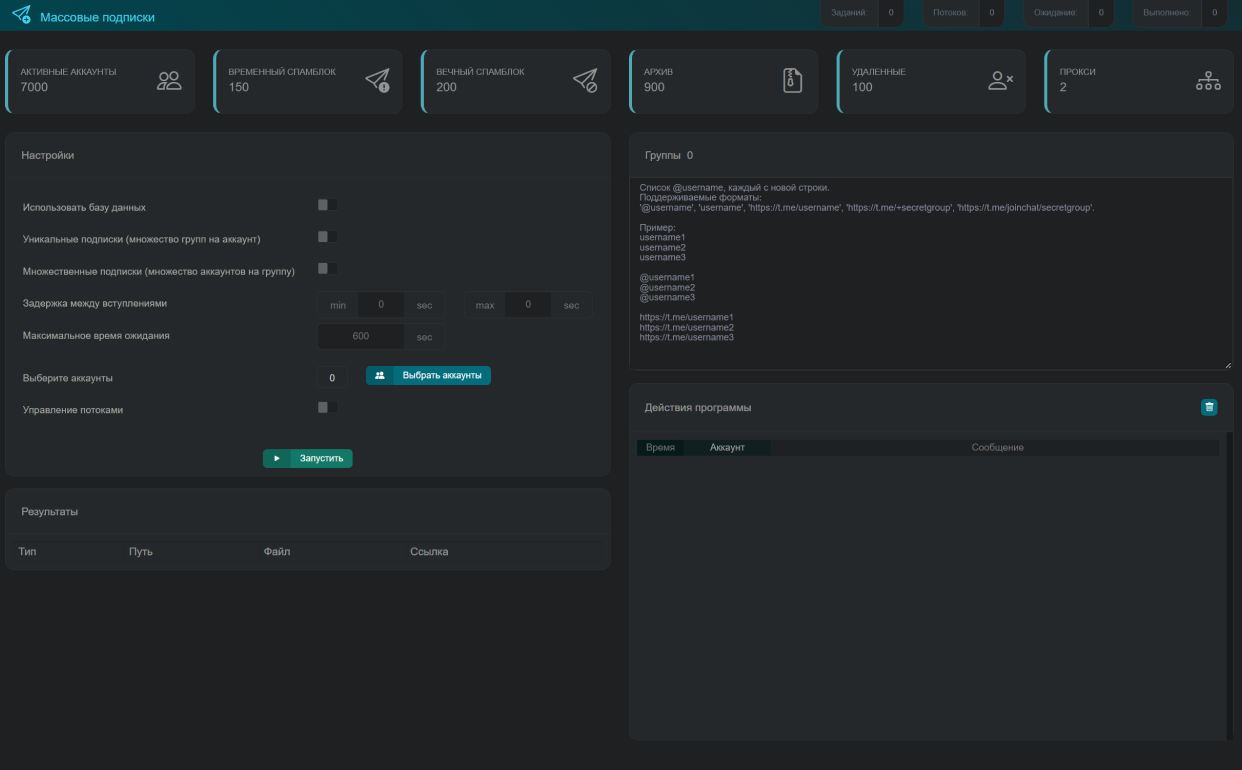 Массовые подписки
Заданий: 0
Потоков: 0
Ожидание: 0
Выполнено: 0
АКТИВНЫЕ АККАУНТЫ
7000
ВРЕМЕННЫЙ СПАМБЛОК
150
ВЕЧНЫЙ СПАМБЛОК
200
АРХИВ
900
УДАЛЕННЫЕ
100
ПРОКСИ
2
Настройки
Использовать базу данных
Уникальные подписки (множество групп на аккаунт)
Множественные подписки (множество аккаунтов на группу)
Задержка между вступлениями min 0 sec max 0 sec
Максимальное время ожидания 600 sec
Выберите аккаунты 0 Выбрать аккаунты
Управление потоками
Запустить
Результаты
Тип Путь Файл Ссылка
Группы 0
Список @username, каждый с новой строки.
Поддерживаемые форматы:
'@username', 'username', 'https://t.me/username', 'https://t.me/+secretgroup', 'https://t.me/joinchat/secretgroup'.
Пример:
username1
username2
username3
@username1
@username2
@username3
https://t.me/username1
https://t.me/username2
https://t.me/username3
Действия программы
Время Аккаунт Сообщение